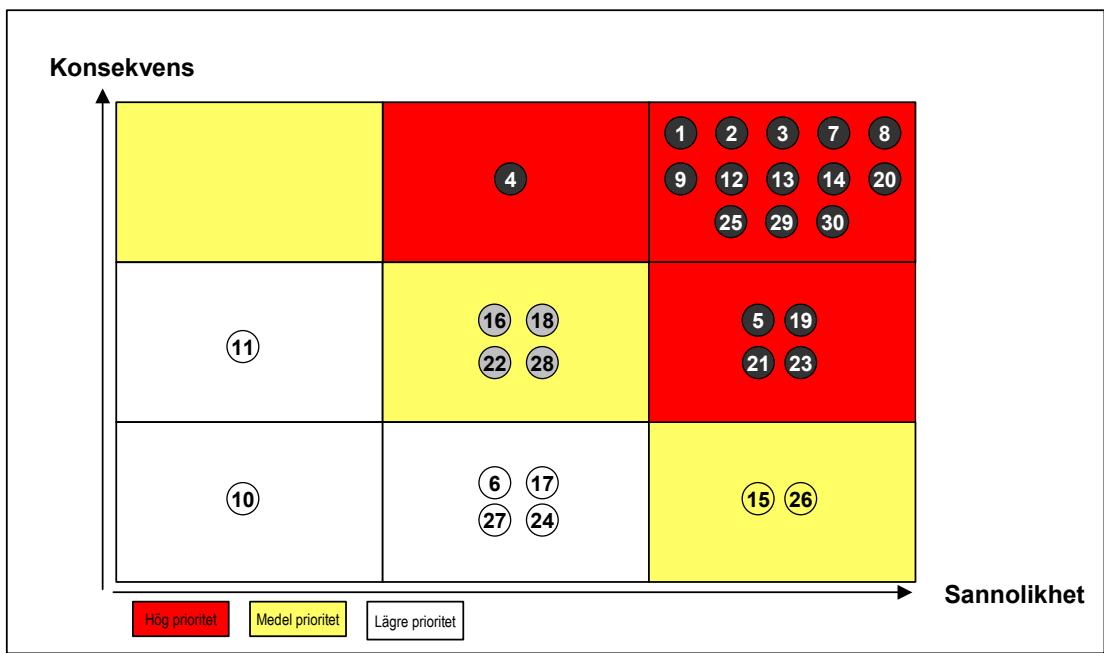 Konsekvens
1 2 3 7 8
4
9 12 13 14 20
25 29 30
16 18
5 19
11
22 28
21 23
6 17
10
15 26
27 24
Sannolikhet
Hög prioritet
Medel prioritet
Lägre prioritet